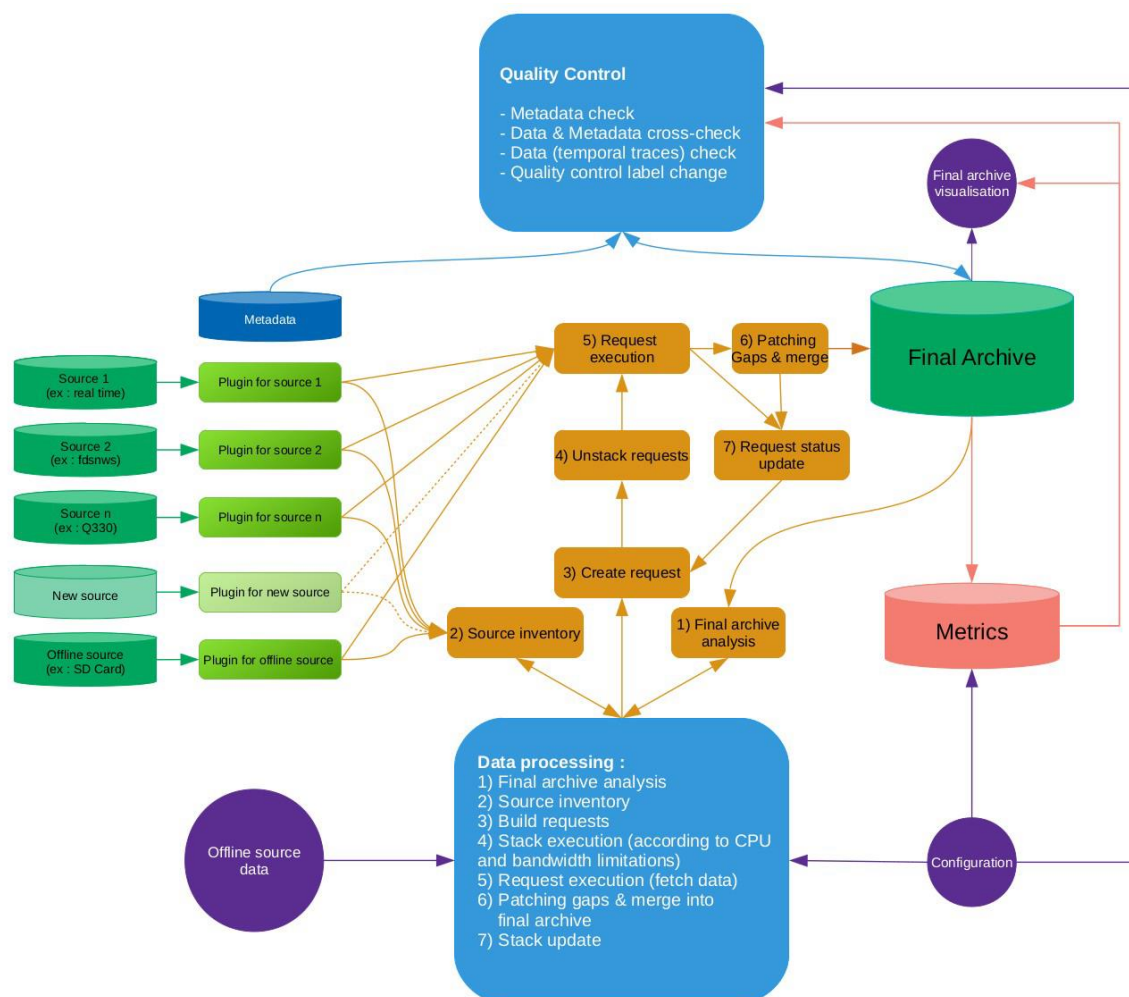 Quality Control
- Metadata check
- Data & Metadata cross-check
- Data (temporal traces) check
- Quality control label change
Final archive
visualisation
Metadata
Final Archive
5) Request
execution
6) Patching
Gaps & merge
Source 1
(ex : real time)
Plugin for source 1
Source 2
(ex : fdsnws)
Plugin for source 2
4) Unstack requests
7) Request status
update
Source n
(ex : Q330)
Plugin for source n
New source
Plugin for new source
3) Create request
Offline source
(ex : SD Card)
Plugin for offline source
2) Source inventory
1) Final archive
analysis
Metrics
Data processing :
1) Final archive analysis
2) Source inventory
3) Build requests
4) Stack execution (according to CPU
and bandwidth limitations)
5) Request execution (fetch data)
6) Patching gaps & merge into
final archive
7) Stack update
Offline source
data
Configuration